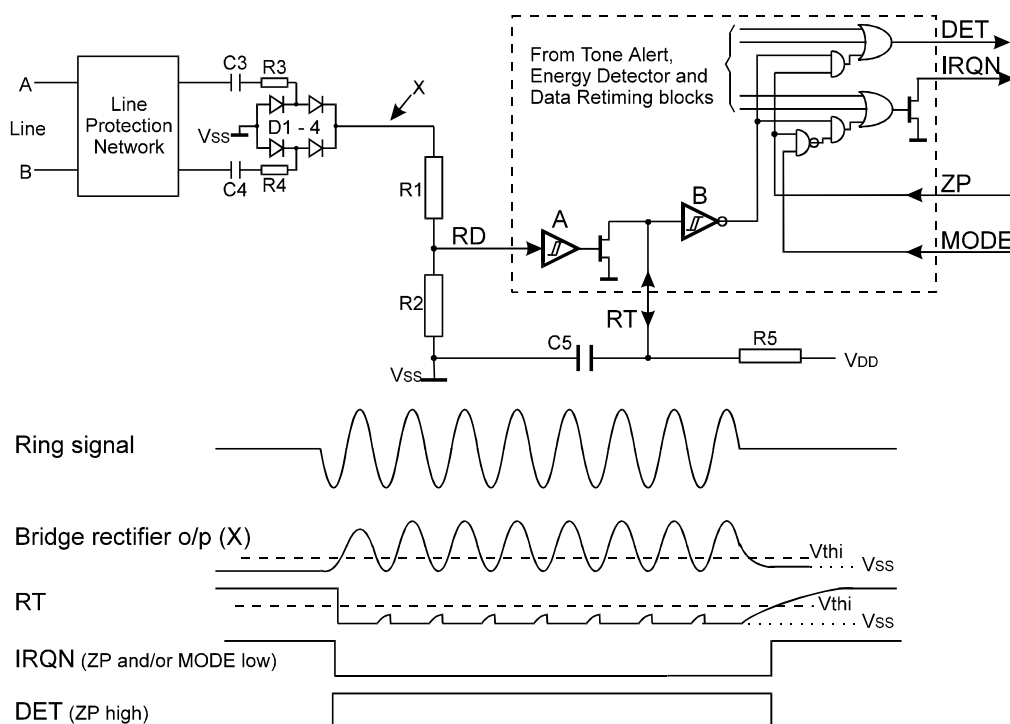 DET
From Tone Alert,
Energy Detector and
Data Retiming blocks
IRQN
C3
R3
A
X
Line
Line
Protection
Network
VSS
D1 - 4
B
C4
R4
R1
ZP
A
B
RD
MODE
R2
RT
C5
R5
VSS
VDD
Ring signal
Bridge rectifier o/p (X)
Vthi
VSS
RT
Vthi
VSS
IRQN (ZP and/or MODE low)
DET (ZP high)